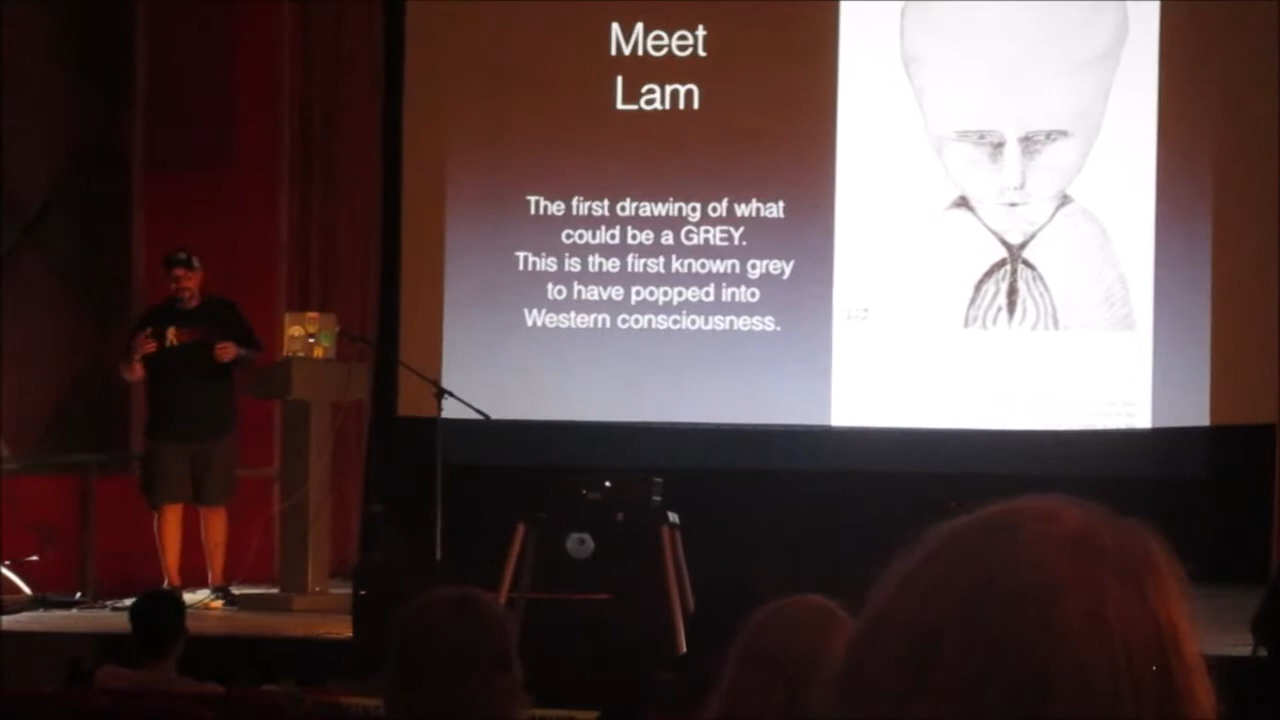 Meet
Lam
The first drawing of what
could be a GREY.
This is the first known grey
to have popped into
Western consciousness.